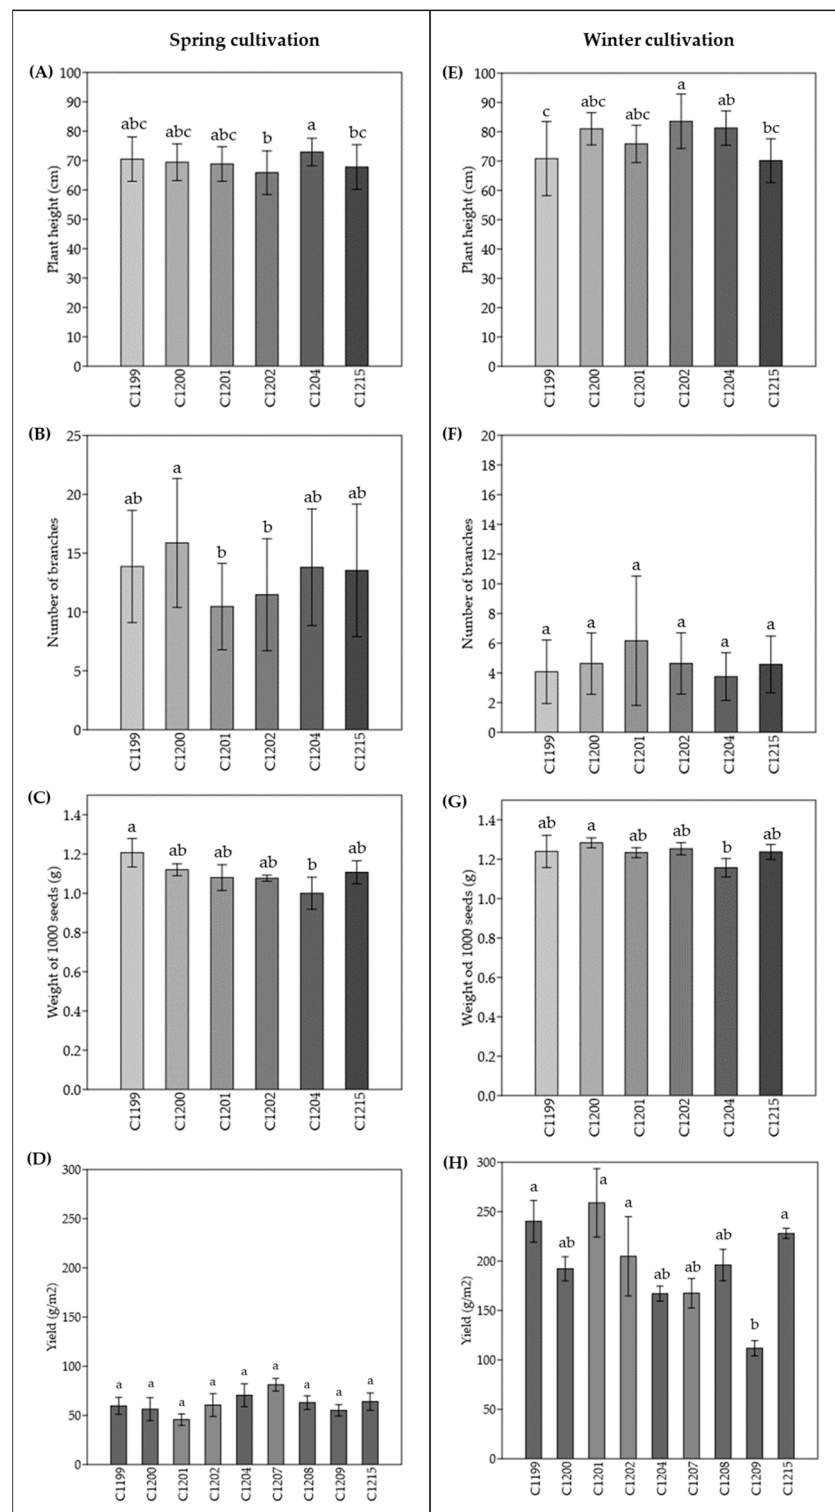 Spring cultivation
Winter cultivation
(A)
Plant height (cm)
100
90
80
70
60
50
40
30
20
10
0
abc
abc
abc
b
a
bc
C1199
C1200
C1201
C1202
C1204
C1215
(E)
Plant height (cm)
100
90
80
70
60
50
40
30
20
10
0
c
abc
abc
a
ab
bc
C1199
C1200
C1201
C1202
C1204
C1215
(B)
Number of branches
25
20
15
10
5
0
ab
a
b
b
ab
ab
C1199
C1200
C1201
C1202
C1204
C1215
(F)
Number of branches
20
18
16
14
12
10
8
6
4
2
0
a
a
a
a
a
a
C1199
C1200
C1201
C1202
C1204
C1215
(C)
Weight of 1000 seeds (g)
1.4
1.2
1.0
0.8
0.6
0.4
0.2
0.0
a
ab
ab
ab
b
ab
C1199
C1200
C1201
C1202
C1204
C1215
(G)
Weight od 1000 seeds (g)
1.4
1.2
1.0
0.8
0.6
0.4
0.2
0.0
ab
a
ab
ab
b
ab
C1199
C1200
C1201
C1202
C1204
C1215
(D)
Yield (g/m2)
300
250
200
150
100
50
0
a
a
a
a
a
a
a
a
a
C1199
C1200
C1201
C1202
C1204
C1207
C1208
C1209
C1215
(H)
Yield (g/m2)
300
250
200
150
100
50
0
a
ab
a
a
ab
ab
ab
b
a
C1199
C1200
C1201
C1202
C1204
C1207
C1208
C1209
C1215